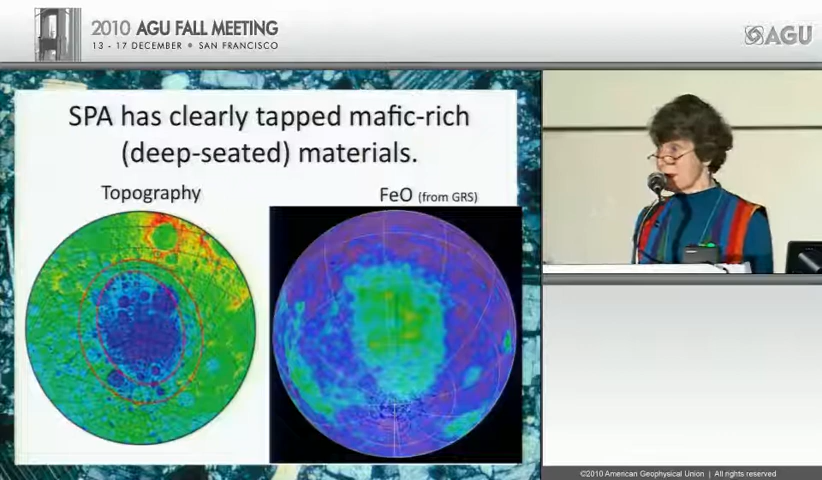 2010 AGU FALL MEETING
13 - 17 DECEMBER • SAN FRANCISCO
AGU
SPA has clearly tapped mafic-rich
(deep-seated) materials.
Topography
FeO (from GRS)
©2010 American Geophysical Union | All rights reserved